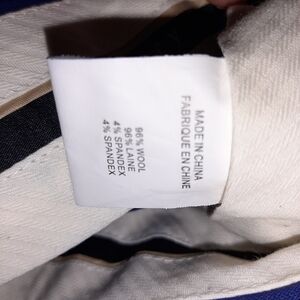 MADE IN CHINA
FABRIQUE EN CHINE
96% WOOL
96% LAINE
4% SPANDEX
4% SPANDEX